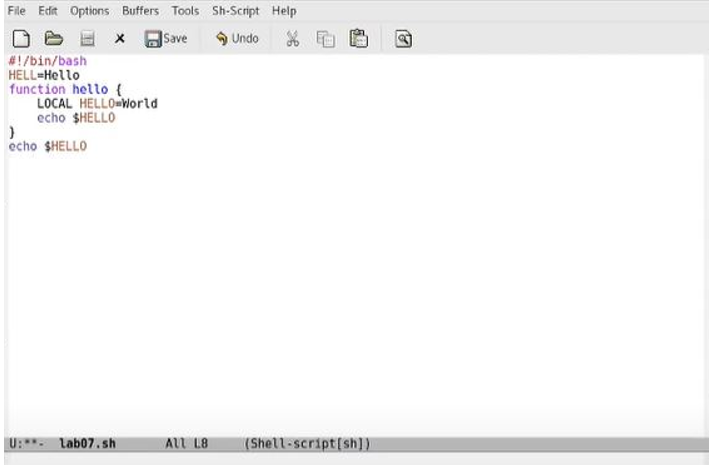 File Edit Options Buffers Tools Sh-Script Help
Save Undo
#!/bin/bash
HELL=Hello
function hello {
    LOCAL HELLO=World
    echo $HELLO
}
echo $HELLO
U:**- lab07.sh All L8 (Shell-script[sh])